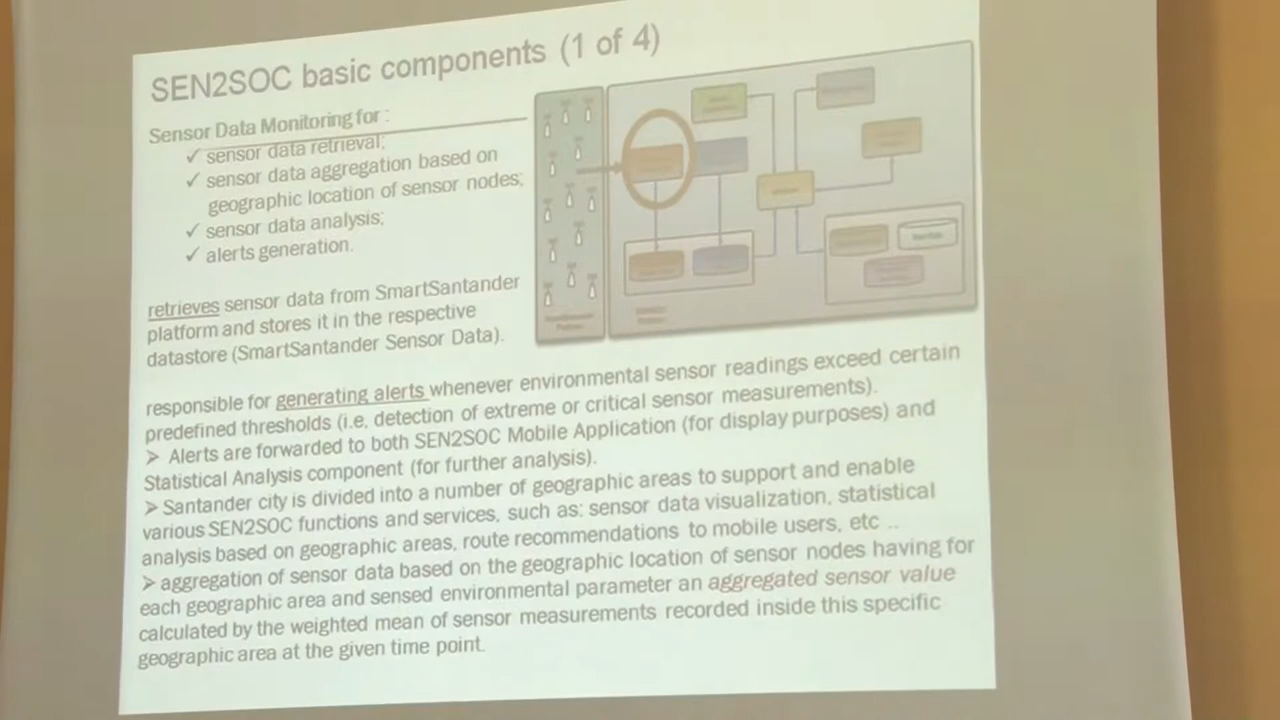 SEN2SOC basic components (1 of 4)
Sensor Data Monitoring for :
✓ sensor data retrieval;
✓ sensor data aggregation based on
geographic location of sensor nodes;
✓ sensor data analysis;
✓ alerts generation.
retrieves sensor data from SmartSantander
platform and stores it in the respective
datastore (SmartSantander Sensor Data).
responsible for generating alerts whenever environmental sensor readings exceed certain
predefined thresholds (i.e. detection of extreme or critical sensor measurements).
➢ Alerts are forwarded to both SEN2SOC Mobile Application (for display purposes) and
Statistical Analysis component (for further analysis).
➢ Santander city is divided into a number of geographic areas to support and enable
various SEN2SOC functions and services, such as: sensor data visualization, statistical
analysis based on geographic areas, route recommendations to mobile users, etc ..
➢ aggregation of sensor data based on the geographic location of sensor nodes having for
each geographic area and sensed environmental parameter an aggregated sensor value
calculated by the weighted mean of sensor measurements recorded inside this specific
geographic area at the given time point.